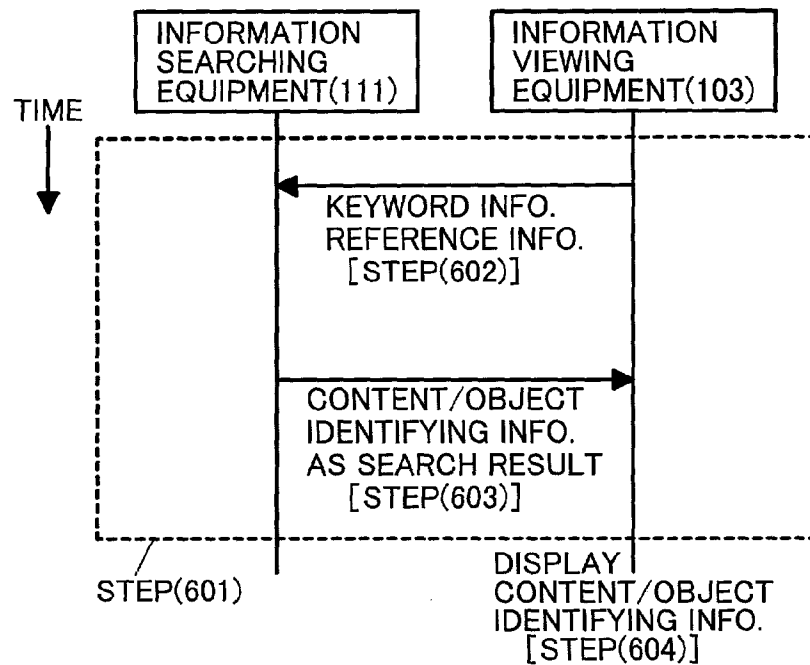 INFORMATION
SEARCHING
EQUIPMENT(111)
INFORMATION
VIEWING
EQUIPMENT(103)
TIME
KEYWORD INFO.
REFERENCE INFO.
[STEP(602)]
CONTENT/OBJECT
IDENTIFYING INFO.
AS SEARCH RESULT
[STEP(603)]
STEP(601)
DISPLAY
CONTENT/OBJECT
IDENTIFYING INFO.
[STEP(604)]